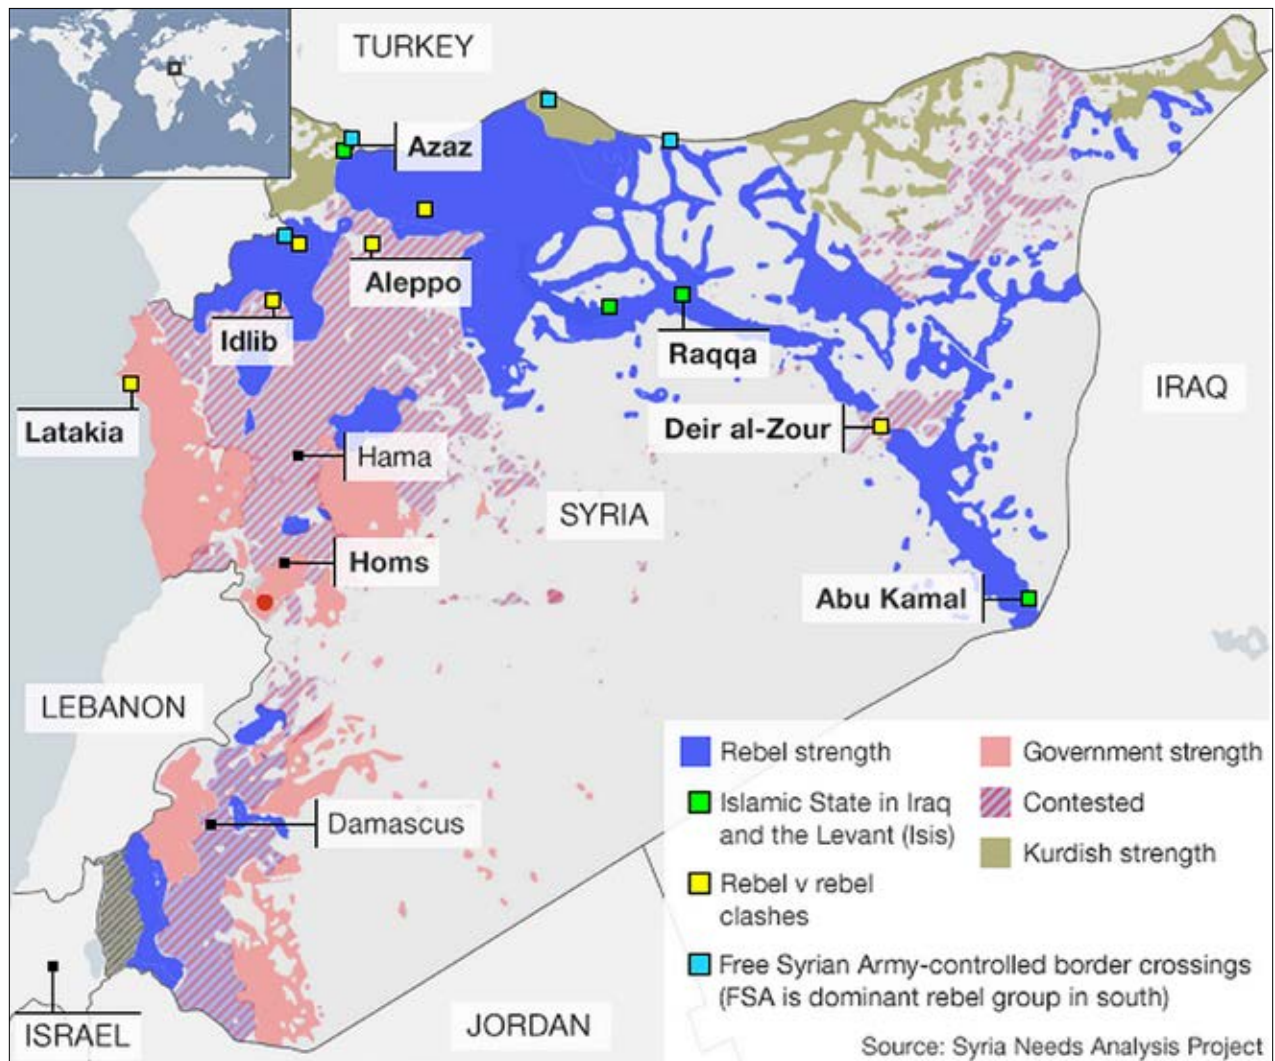 TURKEY
Azaz
Aleppo
Idlib
Raqqa
IRAQ
Latakia
Deir al-Zour
Hama
SYRIA
Homs
Abu Kamal
LEBANON
Damascus
ISRAEL
JORDAN
Rebel strength
Islamic State in Iraq
and the Levant (Isis)
Rebel v rebel
clashes
Free Syrian Army-controlled border crossings
(FSA is dominant rebel group in south)
Government strength
Contested
Kurdish strength
Source: Syria Needs Analysis Project